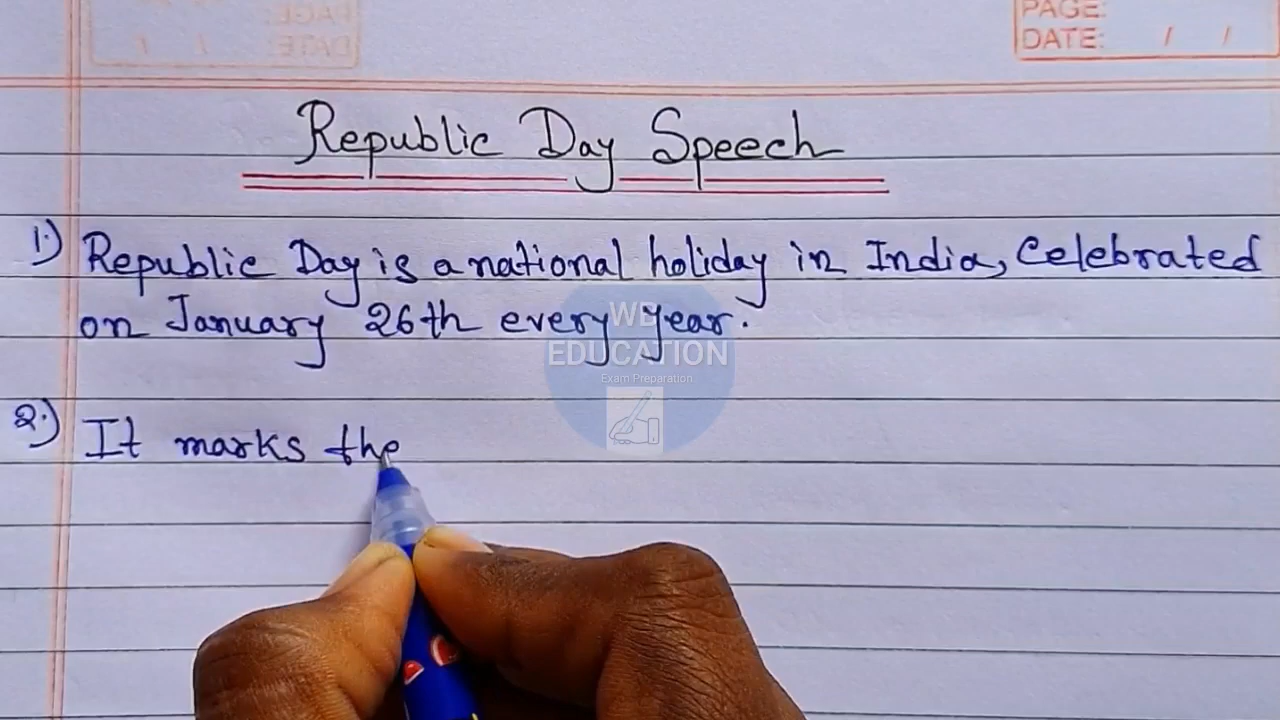 PAGE:
DATE: / /
Republic Day Speech
1.) Republic Day is a national holiday in India, Celebrated
on January 26th every year.
WB
EDUCATION
Exam Preparation
2.) It marks the